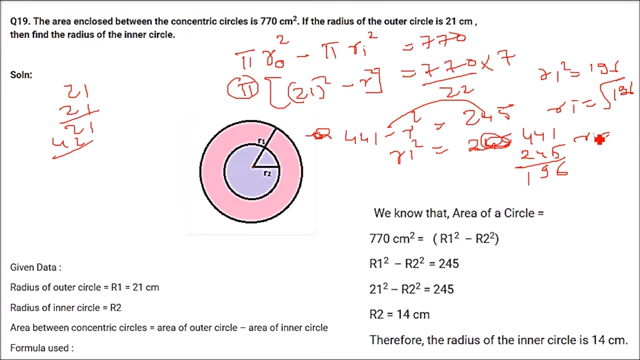 Q19. The area enclosed between the concentric circles is 770 cm². If the radius of the outer circle is 21 cm ,
then find the radius of the inner circle.
π r₀² − π rᵢ² = 770
Soln:
π [(21)² − r²] = 770 × 7
22
rᵢ² = 196
rᵢ = √196
21
21
21
42
441 − r² = 245
rᵢ² =
441
245
196
r1
r2
We know that, Area of a Circle =
770 cm² = (R1² − R2²)
R1² − R2² = 245
21² − R2² = 245
R2 = 14 cm
Therefore, the radius of the inner circle is 14 cm.
Given Data :
Radius of outer circle = R1 = 21 cm
Radius of inner circle = R2
Area between concentric circles = area of outer circle − area of inner circle
Formula used :